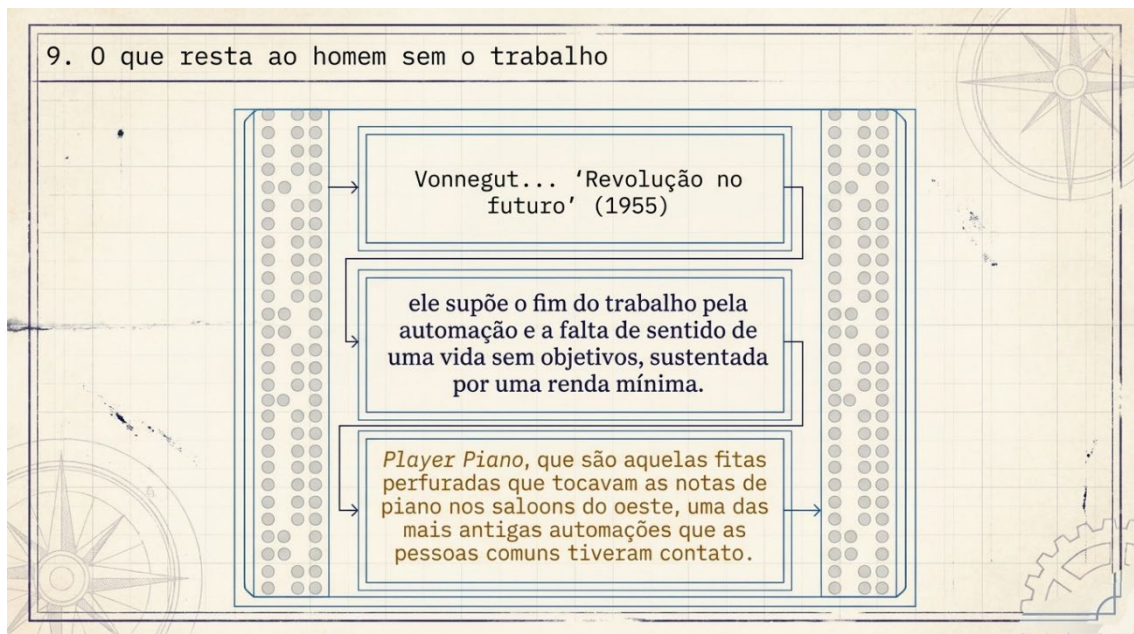 9. O que resta ao homem sem o trabalho
Vonnegut... ‘Revolução no
futuro’ (1955)
ele supõe o fim do trabalho pela
automação e a falta de sentido de
uma vida sem objetivos, sustentada
por uma renda mínima.
Player Piano, que são aquelas fitas
perfuradas que tocavam as notas de
piano nos saloons do oeste, uma das
mais antigas automações que as
pessoas comuns tiveram contato.